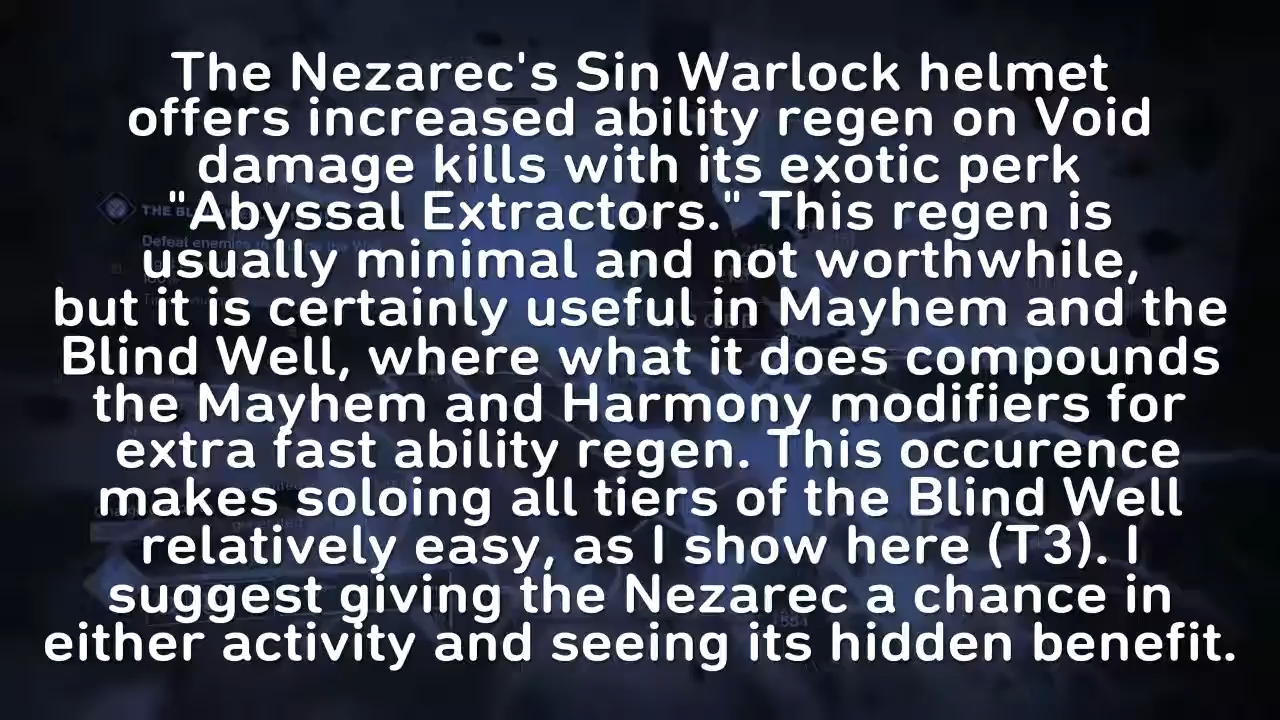 The Nezarec's Sin Warlock helmet
offers increased ability regen on Void
damage kills with its exotic perk
"Abyssal Extractors." This regen is
usually minimal and not worthwhile,
but it is certainly useful in Mayhem and the
Blind Well, where what it does compounds
the Mayhem and Harmony modifiers for
extra fast ability regen. This occurence
makes soloing all tiers of the Blind Well
relatively easy, as I show here (T3). I
suggest giving the Nezarec a chance in
either activity and seeing its hidden benefit.